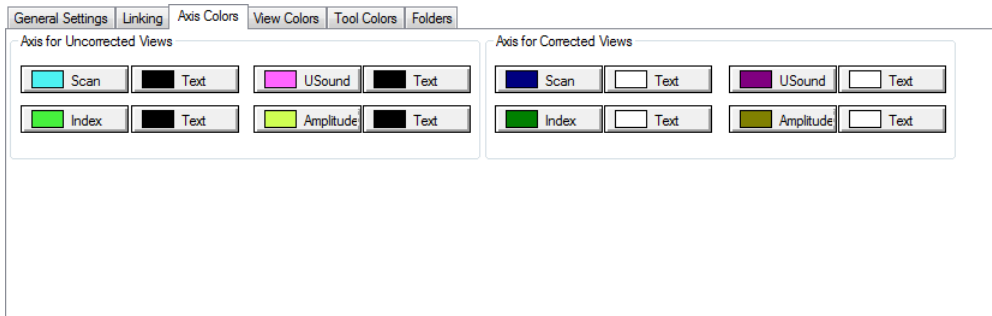 General Settings Linking Axis Colors View Colors Tool Colors Folders
Axis for Uncorrected Views Axis for Corrected Views
Scan Text USound Text Scan Text USound Text
Index Text Amplitude Text Index Text Amplitude Text